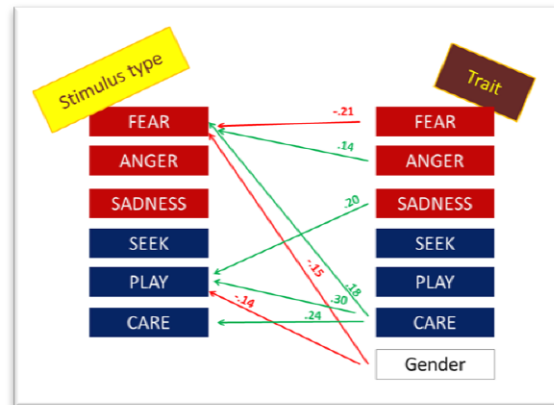 Stimulus type
Trait
FEAR
-.21
FEAR
ANGER
.14
ANGER
SADNESS
.20
SADNESS
SEEK
SEEK
-.15
PLAY
.18
PLAY
-.14
.30
CARE
.24
CARE
Gender